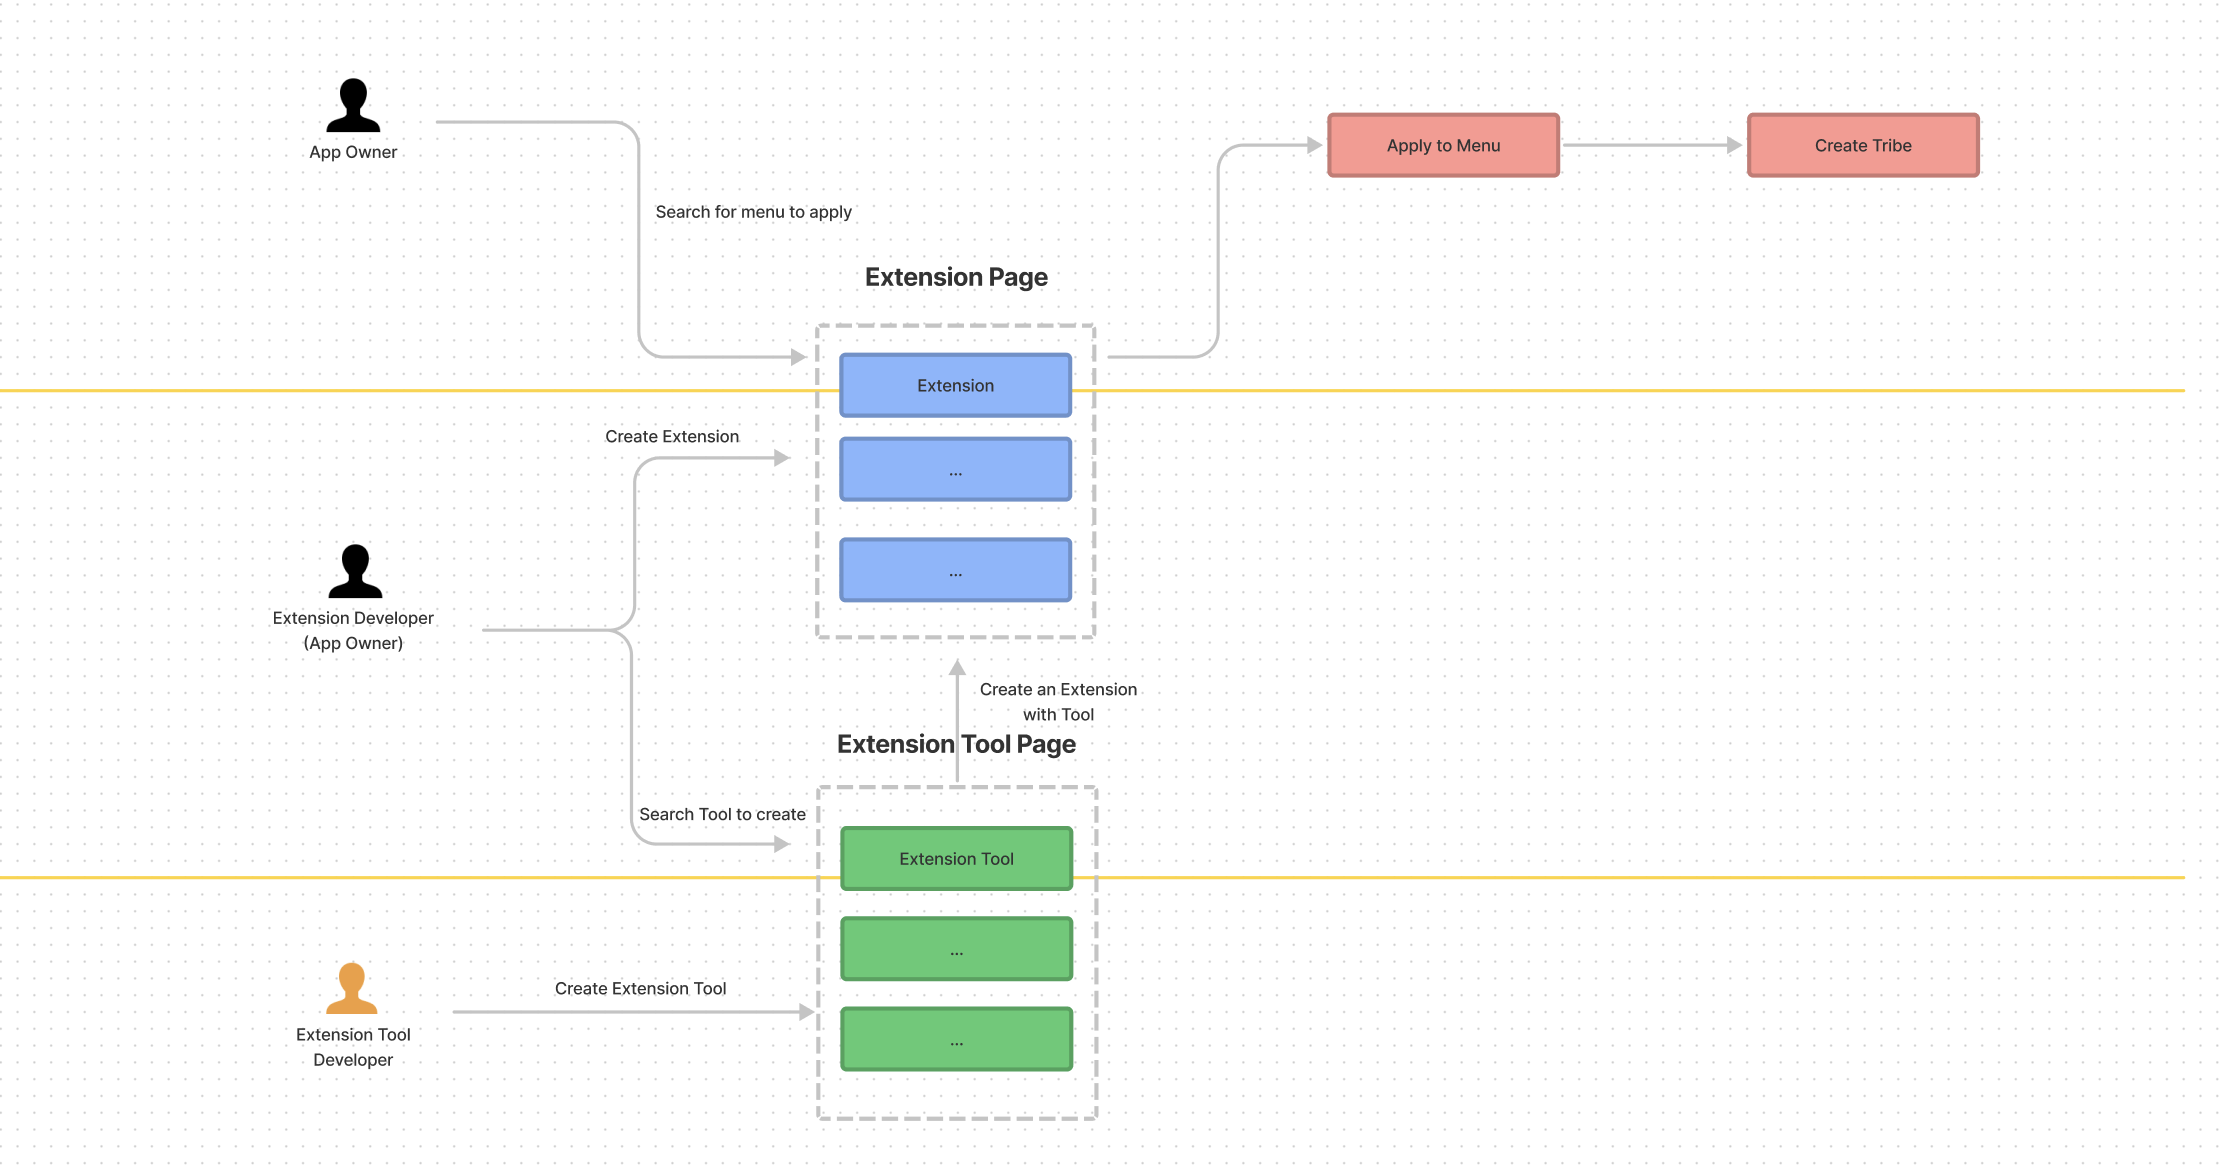 App Owner
Search for menu to apply
Apply to Menu
Create Tribe
Extension Page
Extension
Create Extension
...
...
Extension Developer
(App Owner)
Create an Extension
with Tool
Extension Tool Page
Search Tool to create
Extension Tool
...
Create Extension Tool
...
Extension Tool
Developer